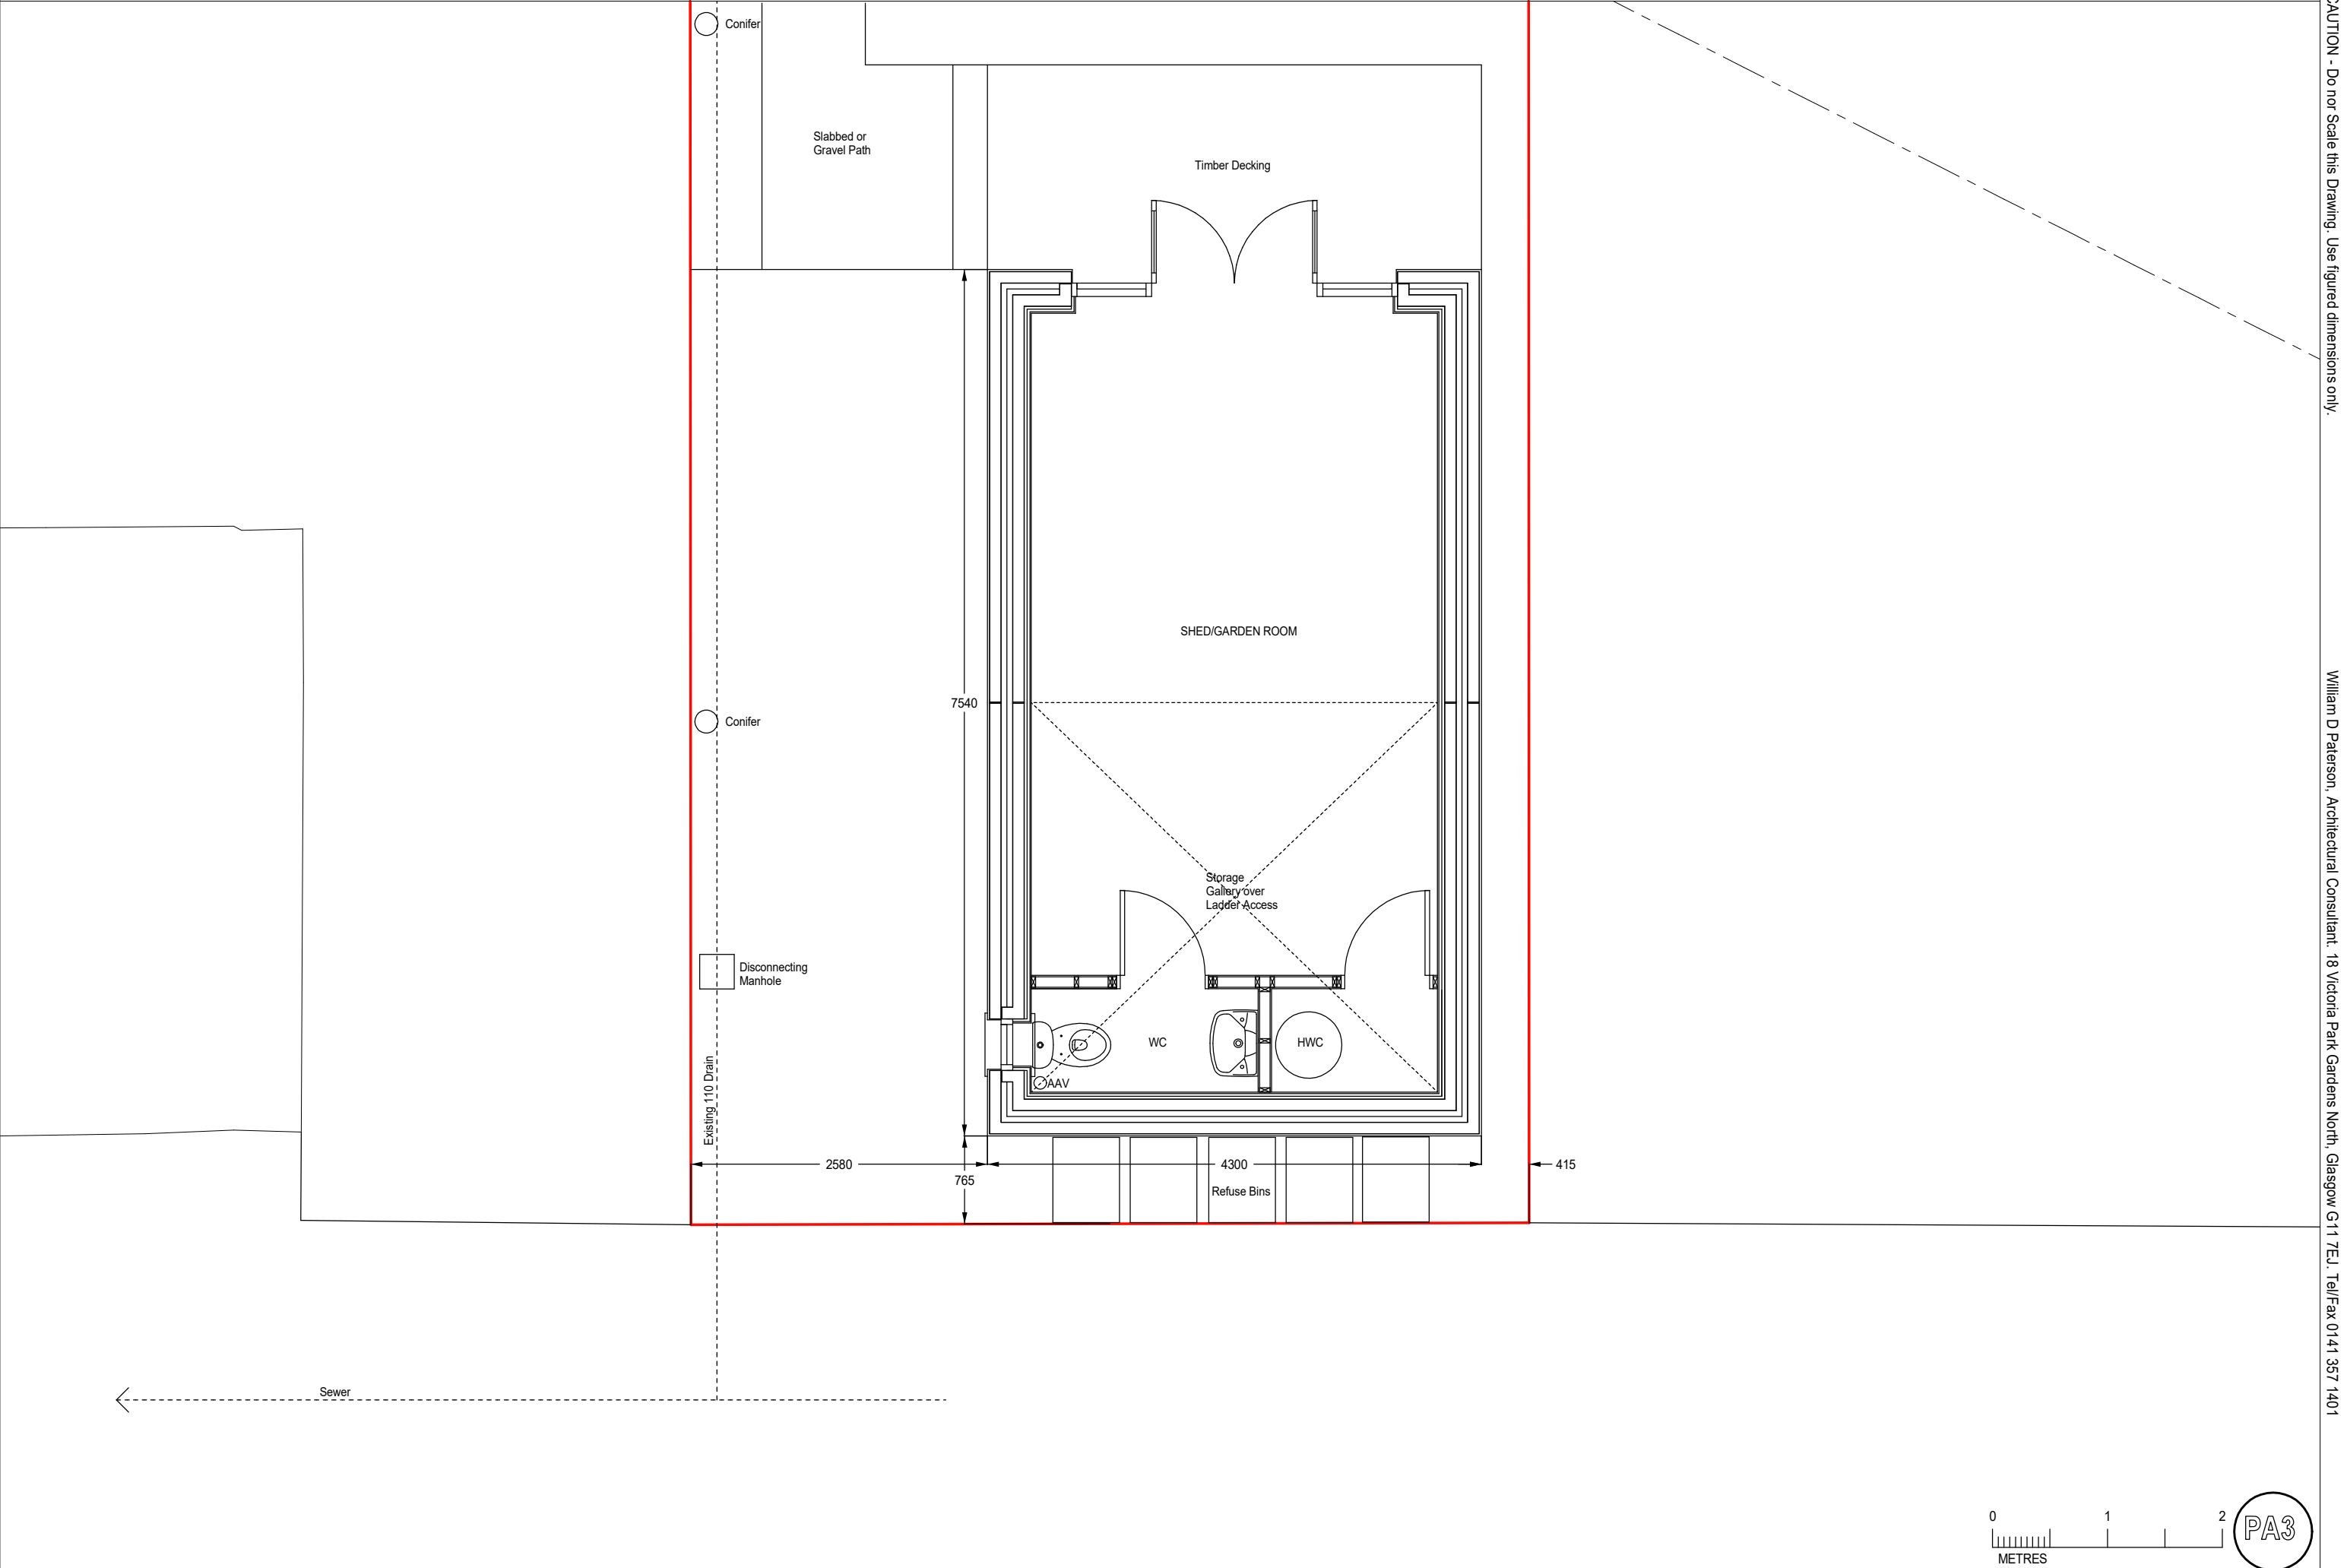 Conifer
Slabbed or
Gravel Path
Timber Decking
SHED/GARDEN ROOM
7540
Conifer
Storage
Gallery over
Ladder Access
Disconnecting
Manhole
WC
HWC
AAV
Existing 110 Drain
2580
4300
415
765
Refuse Bins
Sewer
0 1 2
METRES
PA3
CAUTION - Do nor Scale this Drawing. Use figured dimensions only.
William D Paterson, Architectural Consultant. 18 Victoria Park Gardens North, Glasgow G11 7EJ. Tel/Fax 0141 357 1401